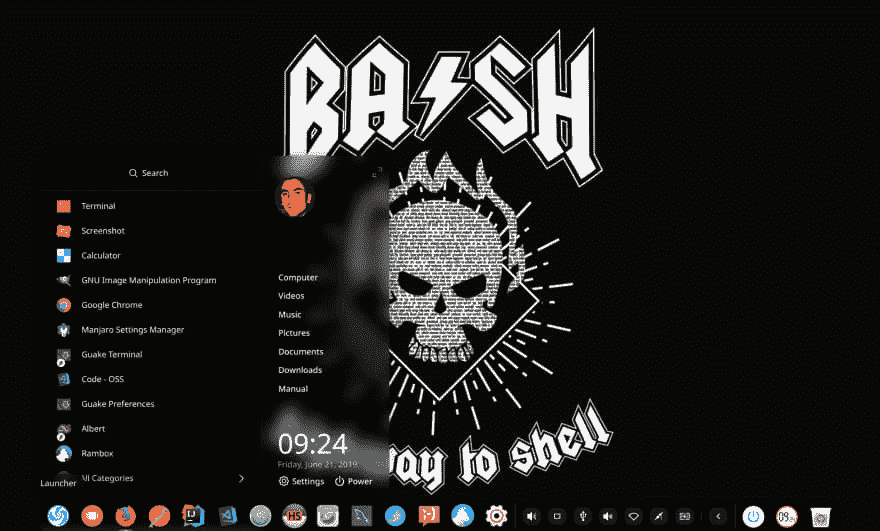 BASH
Search
Terminal
Screenshot
Calculator
GNU Image Manipulation Program
Google Chrome
Manjaro Settings Manager
Guake Terminal
Code - OSS
Guake Preferences
Albert
Rambox
All Categories
Launcher
Computer
Videos
Music
Pictures
Documents
Downloads
Manual
09:24
Friday, June 21, 2019
Settings
Power
way to shell
HS